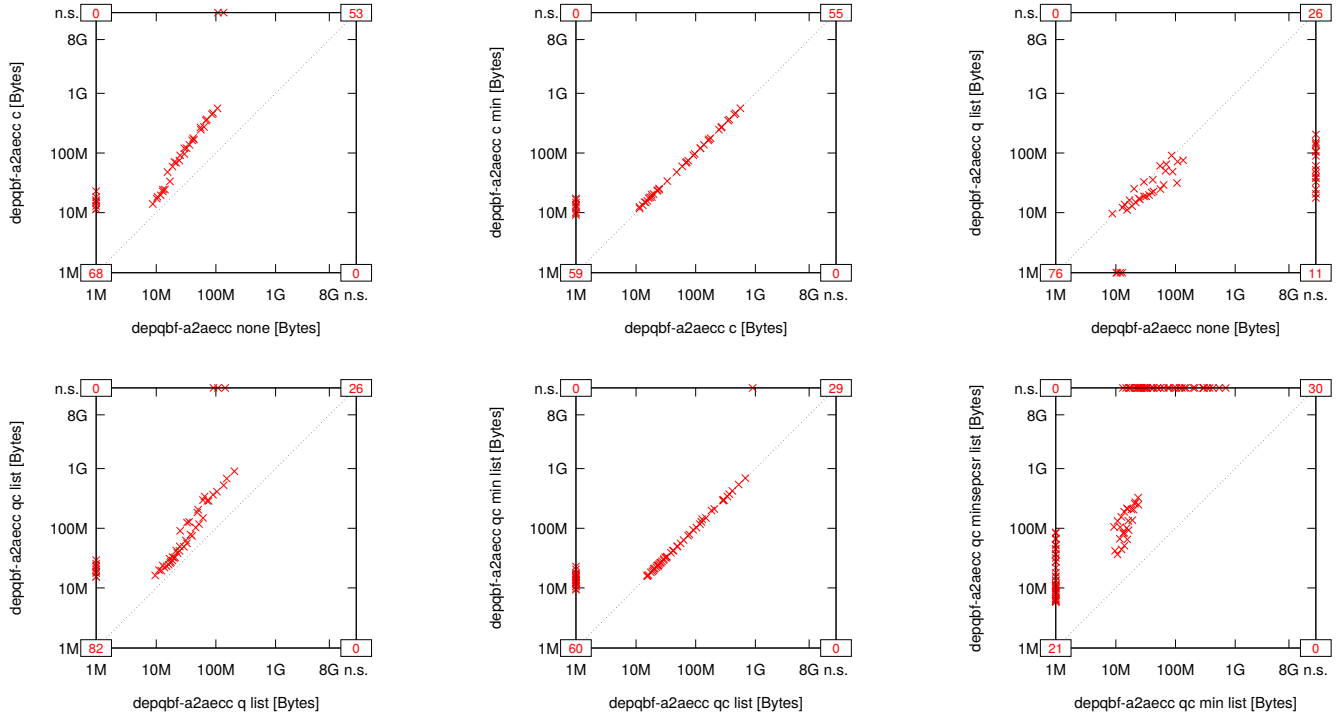 n.s. 0 53
8G
1G
100M
10M
1M 68 0
1M 10M 100M 1G 8G n.s.
depqbf-a2aecc c [Bytes]
depqbf-a2aecc none [Bytes]
n.s. 0 55
8G
1G
100M
10M
1M 59 0
1M 10M 100M 1G 8G n.s.
depqbf-a2aecc c min [Bytes]
depqbf-a2aecc c [Bytes]
n.s. 0 26
8G
1G
100M
10M
1M 76 11
1M 10M 100M 1G 8G n.s.
depqbf-a2aecc q list [Bytes]
depqbf-a2aecc none [Bytes]
n.s. 0 26
8G
1G
100M
10M
1M 82 0
1M 10M 100M 1G 8G n.s.
depqbf-a2aecc qc list [Bytes]
depqbf-a2aecc q list [Bytes]
n.s. 0 29
8G
1G
100M
10M
1M 60 0
1M 10M 100M 1G 8G n.s.
depqbf-a2aecc qc min list [Bytes]
depqbf-a2aecc qc list [Bytes]
n.s. 0 30
8G
1G
100M
10M
1M 21 0
1M 10M 100M 1G 8G n.s.
depqbf-a2aecc qc minsepcsr list [Bytes]
depqbf-a2aecc qc min list [Bytes]